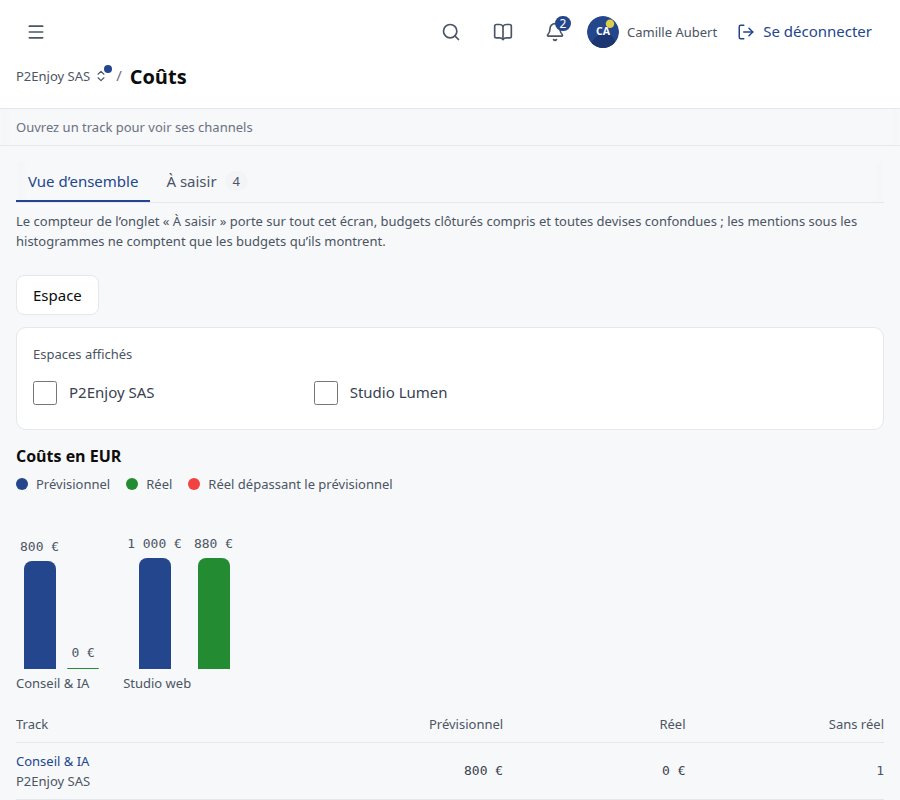 2
CA
Camille Aubert
Se déconnecter
P2Enjoy SAS / Coûts
Ouvrez un track pour voir ses channels
Vue d’ensemble
À saisir 4
Le compteur de l’onglet « À saisir » porte sur tout cet écran, budgets clôturés compris et toutes devises confondues ; les mentions sous les
histogrammes ne comptent que les budgets qu’ils montrent.
Espace
Espaces affichés
P2Enjoy SAS
Studio Lumen
Coûts en EUR
Prévisionnel
Réel
Réel dépassant le prévisionnel
800 €
0 €
1 000 €
880 €
Conseil & IA
Studio web
Track Prévisionnel Réel Sans réel
Conseil & IA
P2Enjoy SAS
800 € 0 € 1